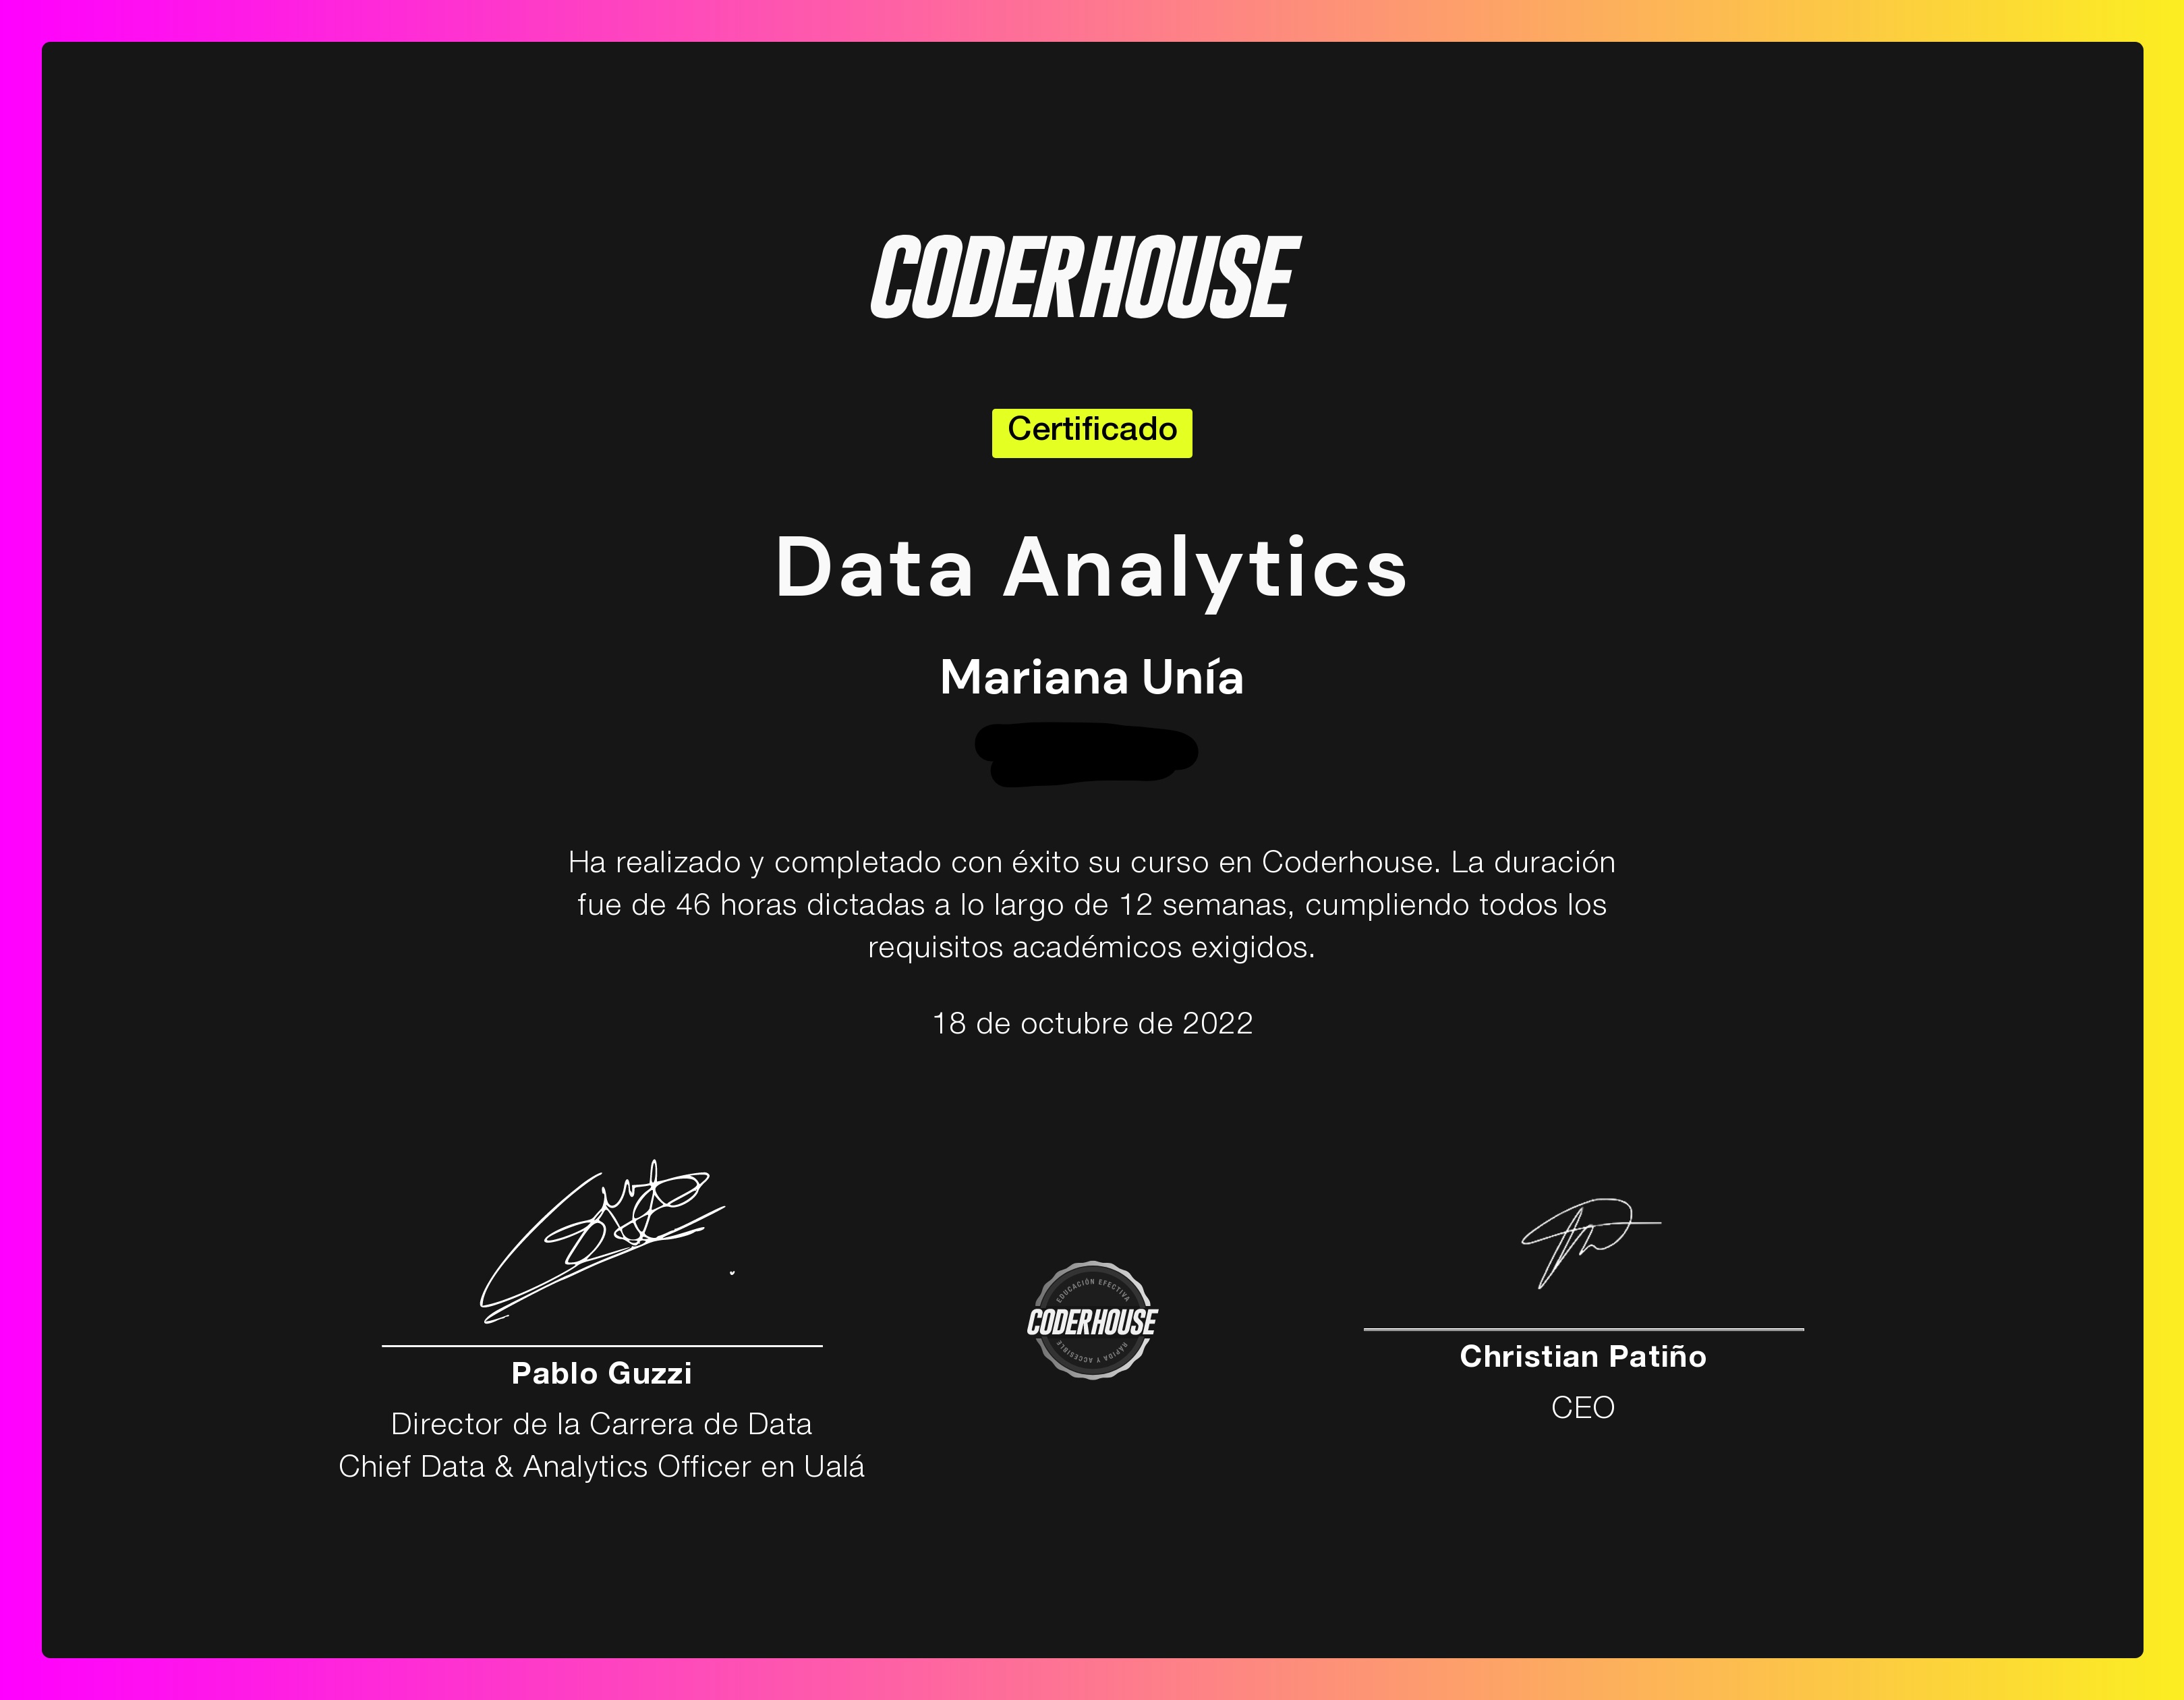 CODERHOUSE
Certificado
Data Analytics
Mariana Unía
Ha realizado y completado con éxito su curso en Coderhouse. La duración
fue de 46 horas dictadas a lo largo de 12 semanas, cumpliendo todos los
requisitos académicos exigidos.
18 de octubre de 2022
Pablo Guzzi
Director de la Carrera de Data
Chief Data & Analytics Officer en Ualá
EDUCACIÓN EFECTIVA
CODERHOUSE
RÁPIDA Y ACCESIBLE
Christian Patiño
CEO